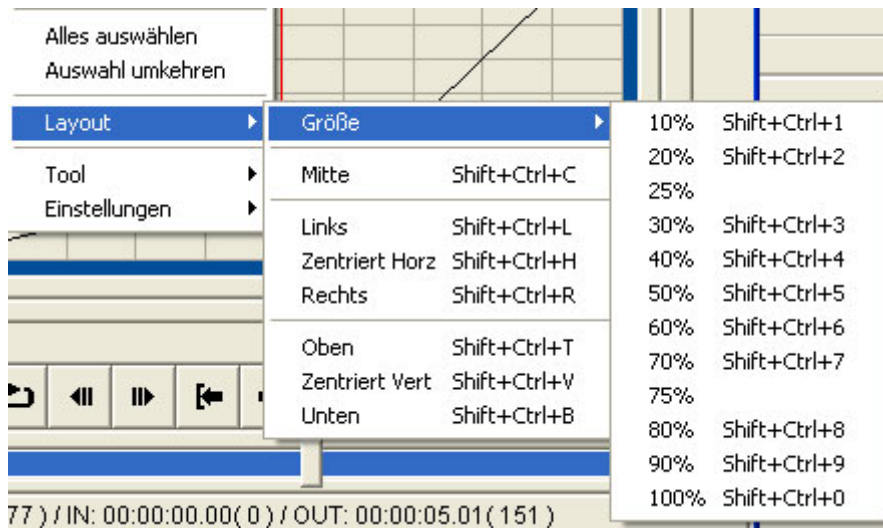 Alles auswählen
Auswahl umkehren
Layout
Tool
Einstellungen
Größe
Mitte Shift+Ctrl+C
Links Shift+Ctrl+L
Zentriert Horz Shift+Ctrl+H
Rechts Shift+Ctrl+R
Oben Shift+Ctrl+T
Zentriert Vert Shift+Ctrl+V
Unten Shift+Ctrl+B
10% Shift+Ctrl+1
20% Shift+Ctrl+2
25%
30% Shift+Ctrl+3
40% Shift+Ctrl+4
50% Shift+Ctrl+5
60% Shift+Ctrl+6
70% Shift+Ctrl+7
75%
80% Shift+Ctrl+8
90% Shift+Ctrl+9
100% Shift+Ctrl+0
77 ) / IN: 00:00:00.00( 0 ) / OUT: 00:00:05.01( 151 )